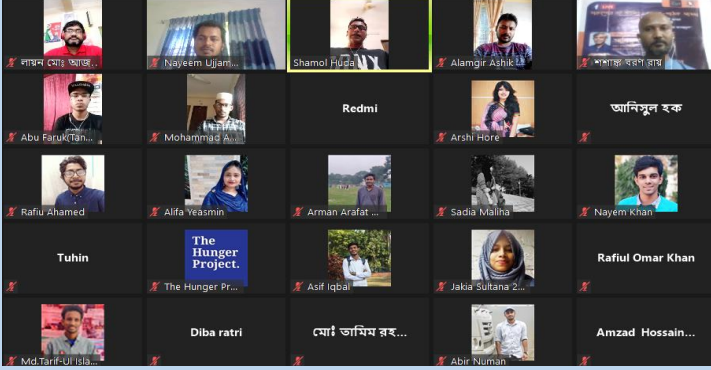 লায়ন মোঃ আজ...
Nayeem Ujjam...
Shamol Huda
Alamgir Ashik
শশাঙ্ক বরণ রায়
Abu Faruk(Tan...
Mohammad A...
Redmi
Arshi Hore
আনিসুল হক
Rafiu Ahamed
Alifa Yeasmin
Arman Arafat ...
Sadia Maliha
Nayem Khan
Tuhin
The
Hunger
Project.
The Hunger Pr...
Asif Iqbal
Jakia Sultana 2...
Rafiul Omar Khan
Md.Tarif-Ul Isla...
Diba ratri
মোঃ তামিম রহ...
Abir Numan
Amzad Hossain...